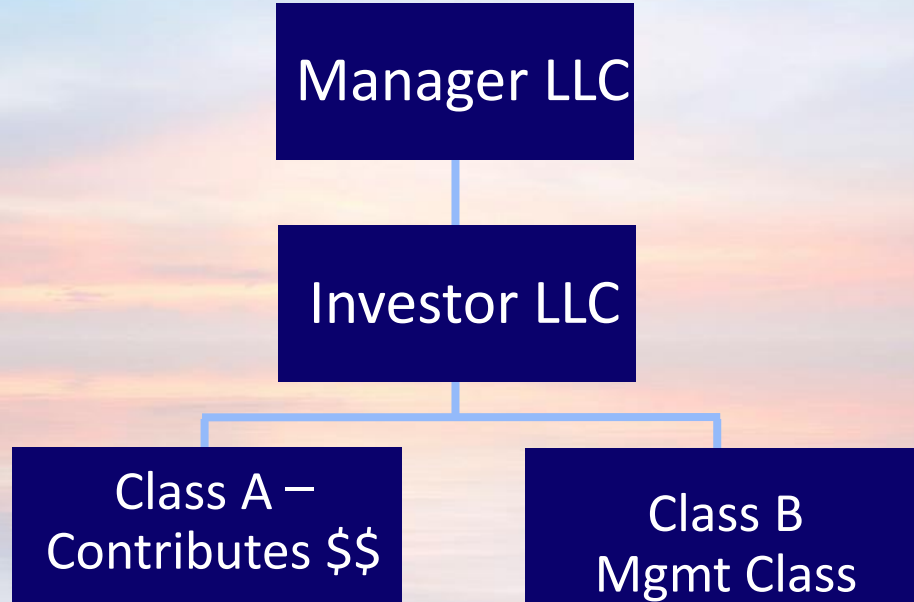 Manager LLC
Investor LLC
Class A –
Contributes $$
Class B
Mgmt Class